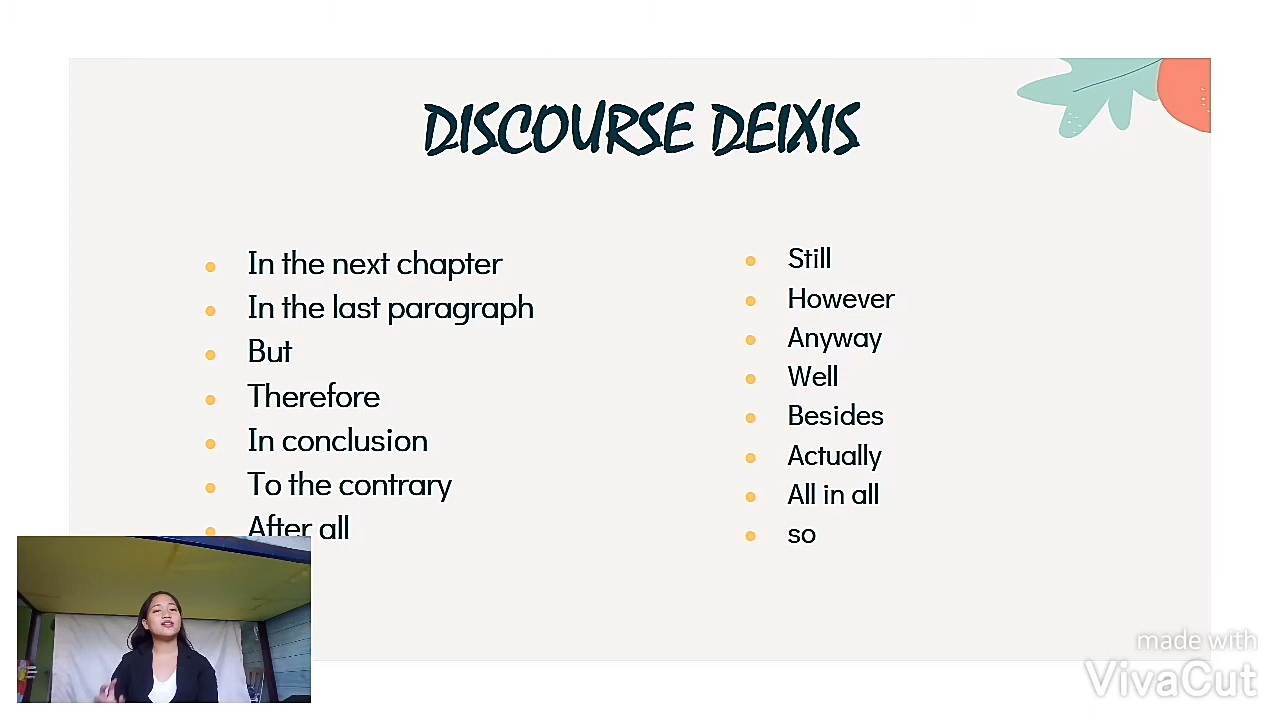 DISCOURSE DEIXIS
In the next chapter
In the last paragraph
But
Therefore
In conclusion
To the contrary
After all
Still
However
Anyway
Well
Besides
Actually
All in all
so
made with
VivaCut